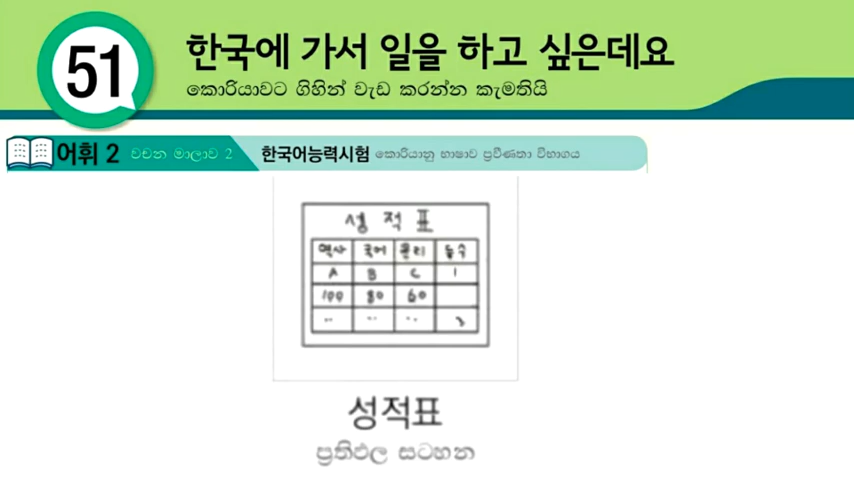 51
한국에 가서 일을 하고 싶은데요
කොරියාවට ගිහින් වැඩ කරන්න කැමතියි
어휘 2 වචන මාලාව 2 한국어능력시험 කොරියානු භාෂාව ප්‍රවීණතා විභාගය
성적표
역사 국어 윤리 등수
A B C 1
100 80 60
성적표
ප්‍රතිඵල සටහන